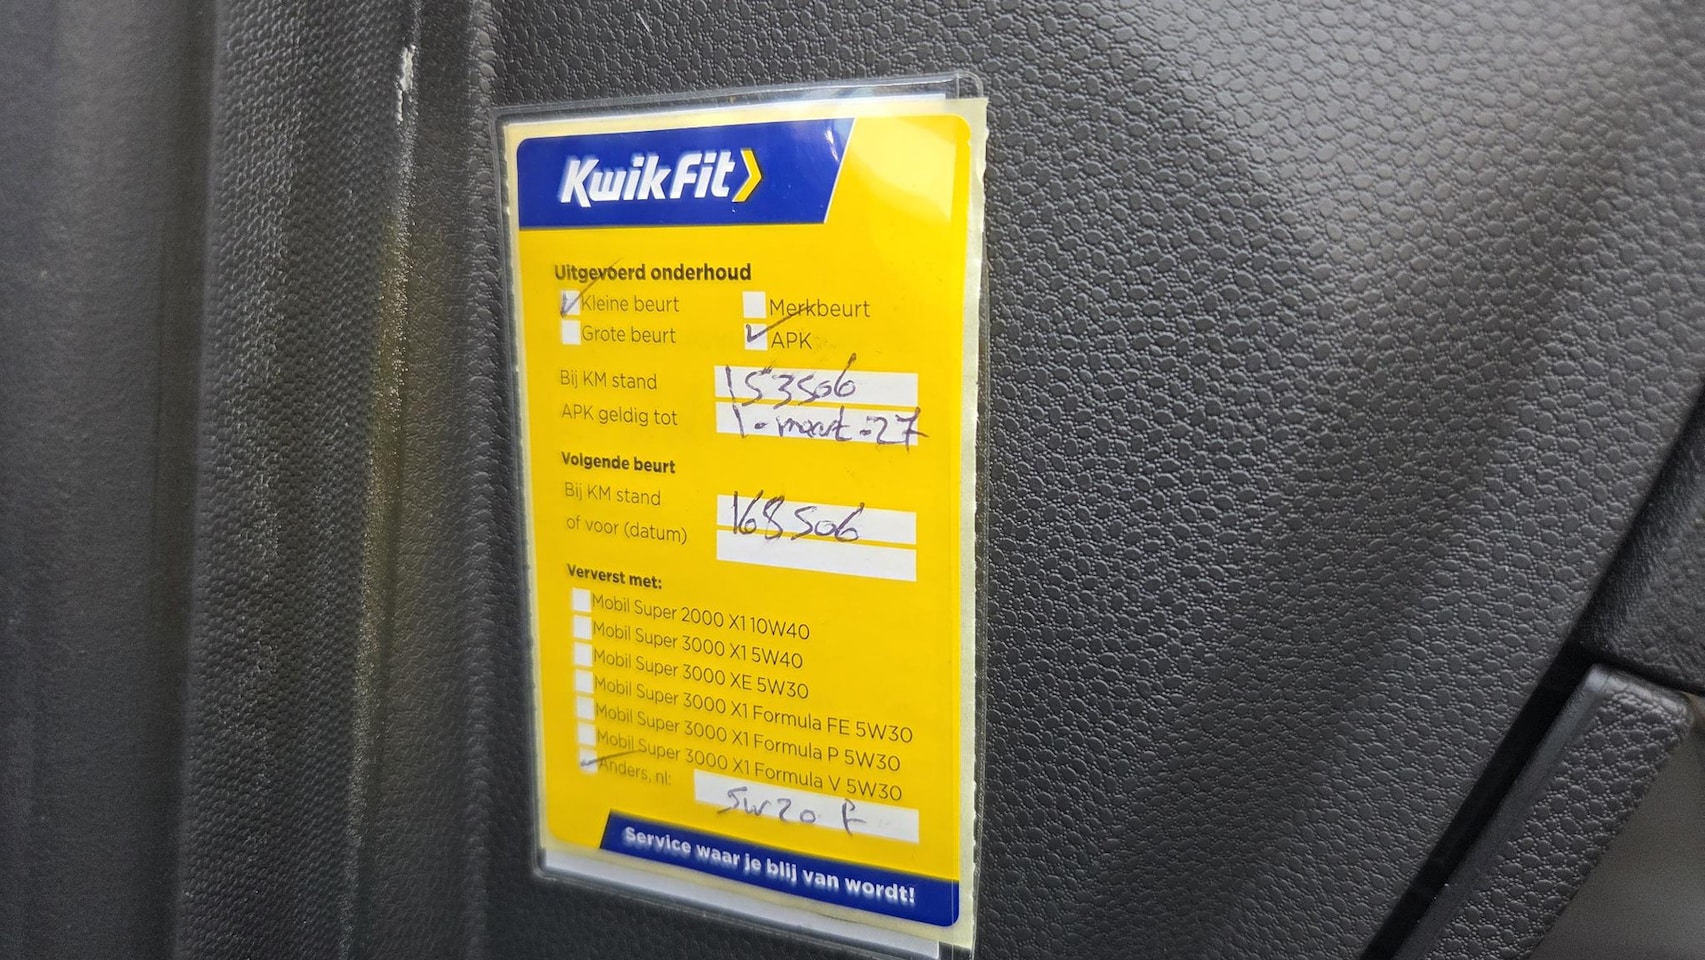 KwikFit
Uitgevoerd onderhoud
Kleine beurt Merkbeurt
Grote beurt APK
Bij KM stand 153506
APK geldig tot 1-maart-27
Volgende beurt
Bij KM stand 168506
of voor (datum)
Ververst met:
Mobil Super 2000 X1 10W40
Mobil Super 3000 X1 5W40
Mobil Super 3000 XE 5W30
Mobil Super 3000 X1 Formula FE 5W30
Mobil Super 3000 X1 Formula P 5W30
Mobil Super 3000 X1 Formula V 5W30
Anders, nl: 5W20
Service waar je blij van wordt!